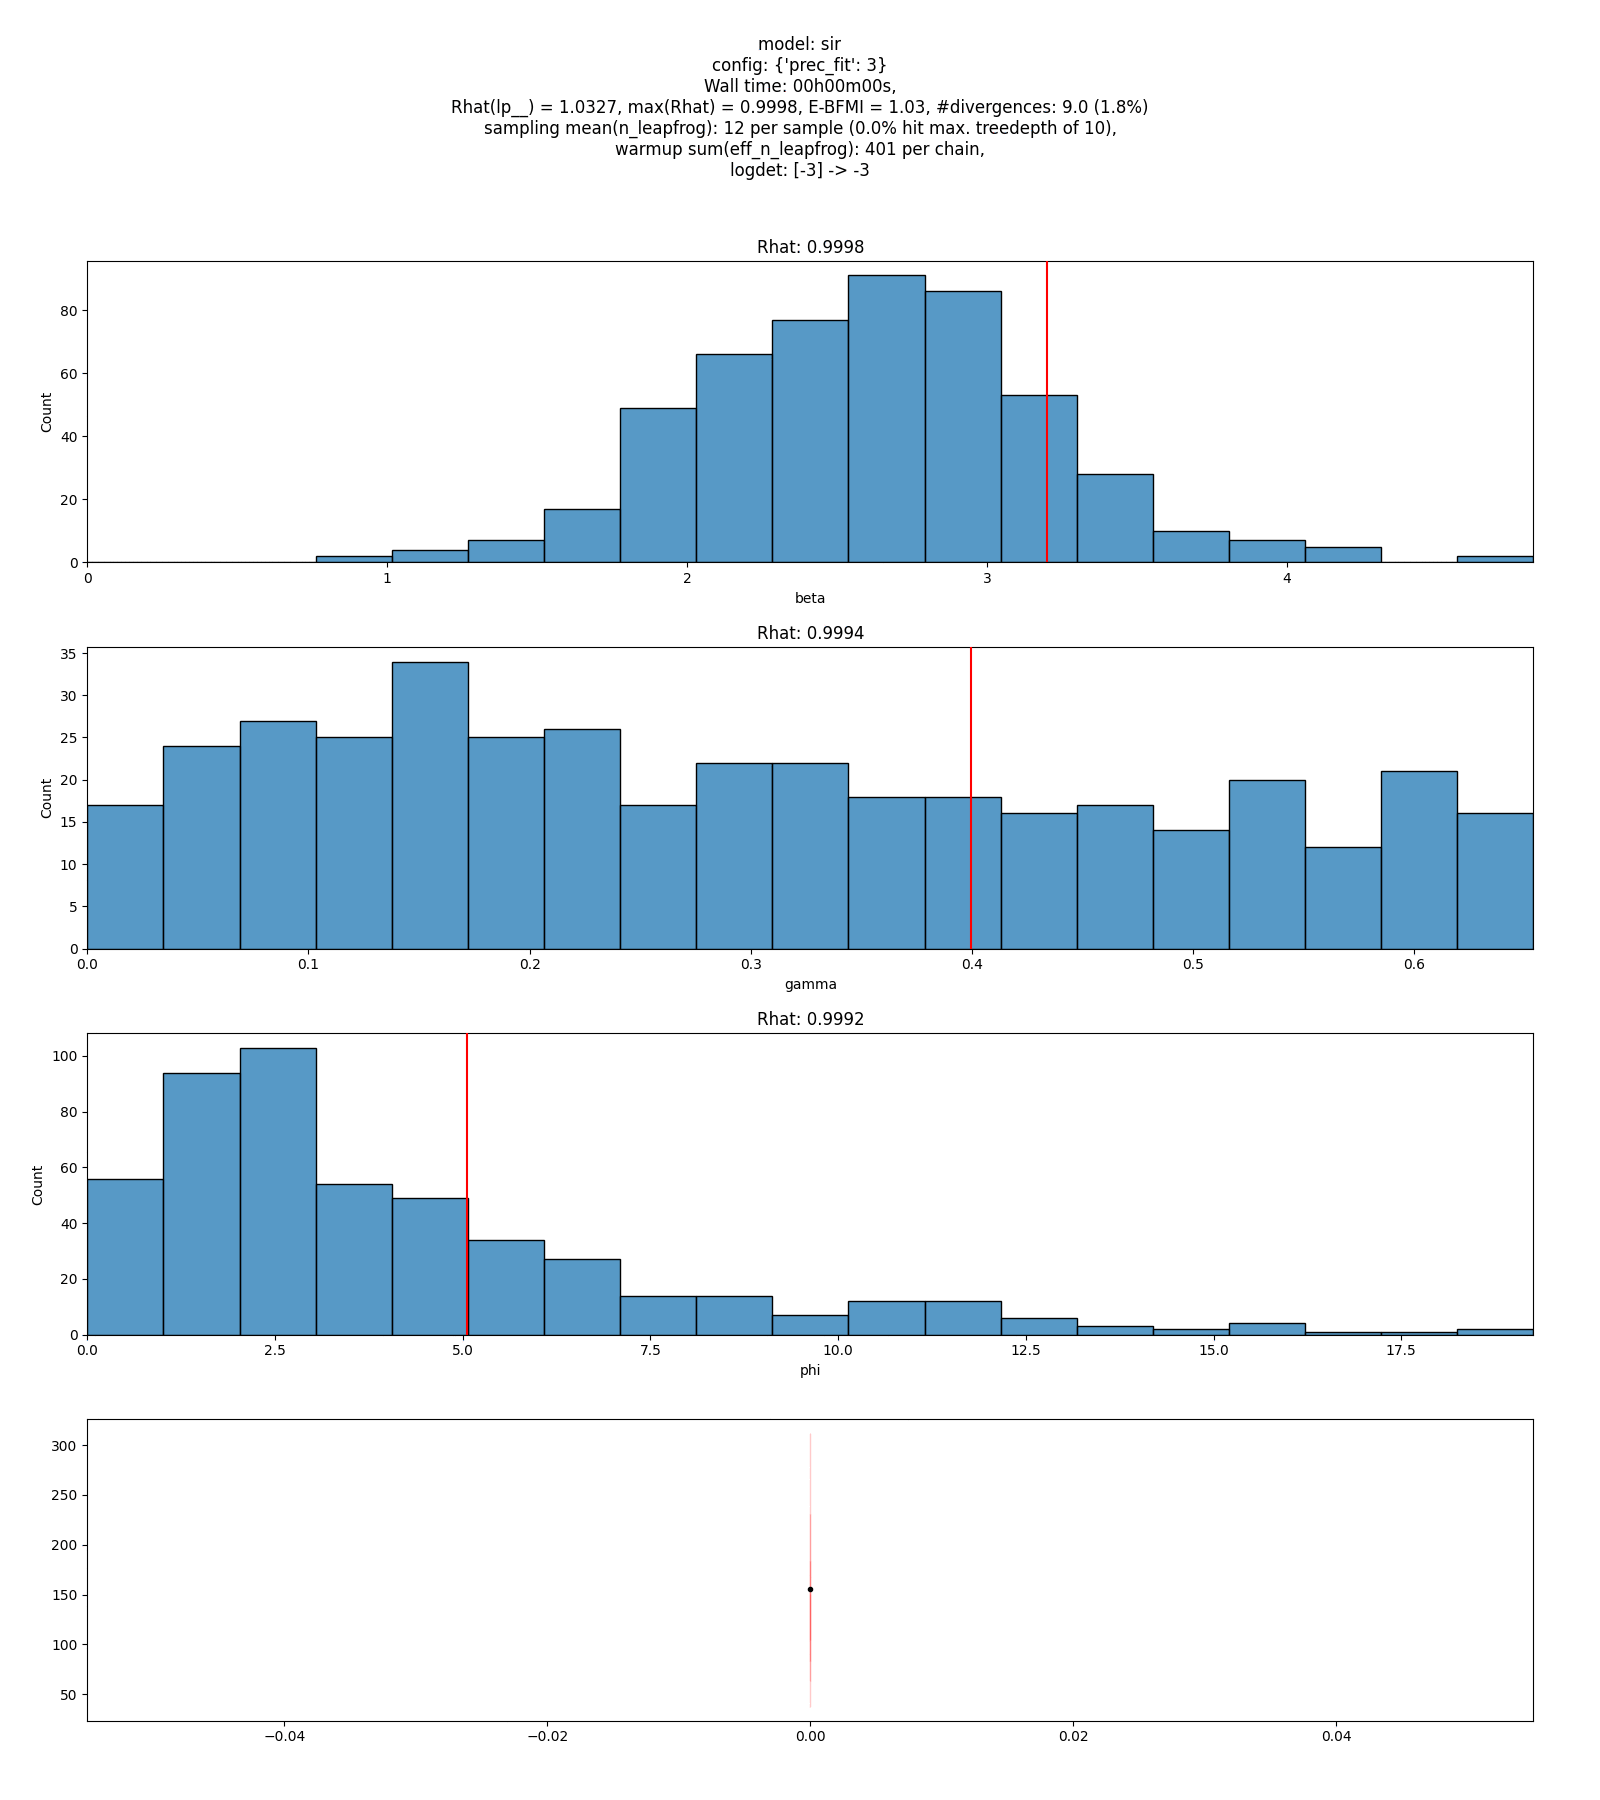 model: sir
config: {'prec_fit': 3}
Wall time: 00h00m00s,
Rhat(lp__) = 1.0327, max(Rhat) = 0.9998, E-BFMI = 1.03, #divergences: 9.0 (1.8%)
sampling mean(n_leapfrog): 12 per sample (0.0% hit max. treedepth of 10),
warmup sum(eff_n_leapfrog): 401 per chain,
logdet: [-3] -> -3
Rhat: 0.9998
80
60
40
20
0
Count
0 1 2 3 4
beta
Rhat: 0.9994
35
30
25
20
15
10
5
0
Count
0.0 0.1 0.2 0.3 0.4 0.5 0.6
gamma
Rhat: 0.9992
100
80
60
40
20
0
Count
0.0 2.5 5.0 7.5 10.0 12.5 15.0 17.5
phi
300
250
200
150
100
50
−0.04 −0.02 0.00 0.02 0.04